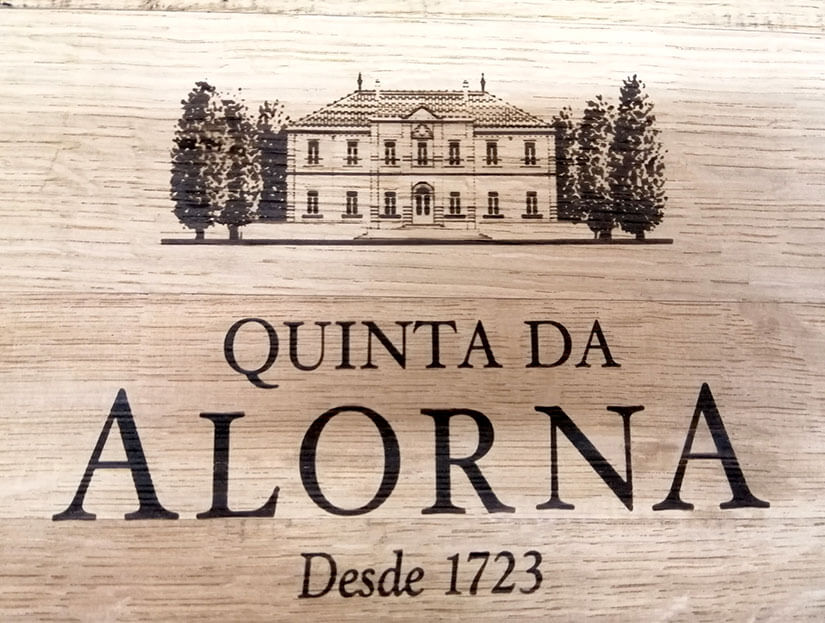 QUINTA DA
ALORNA
Desde 1723